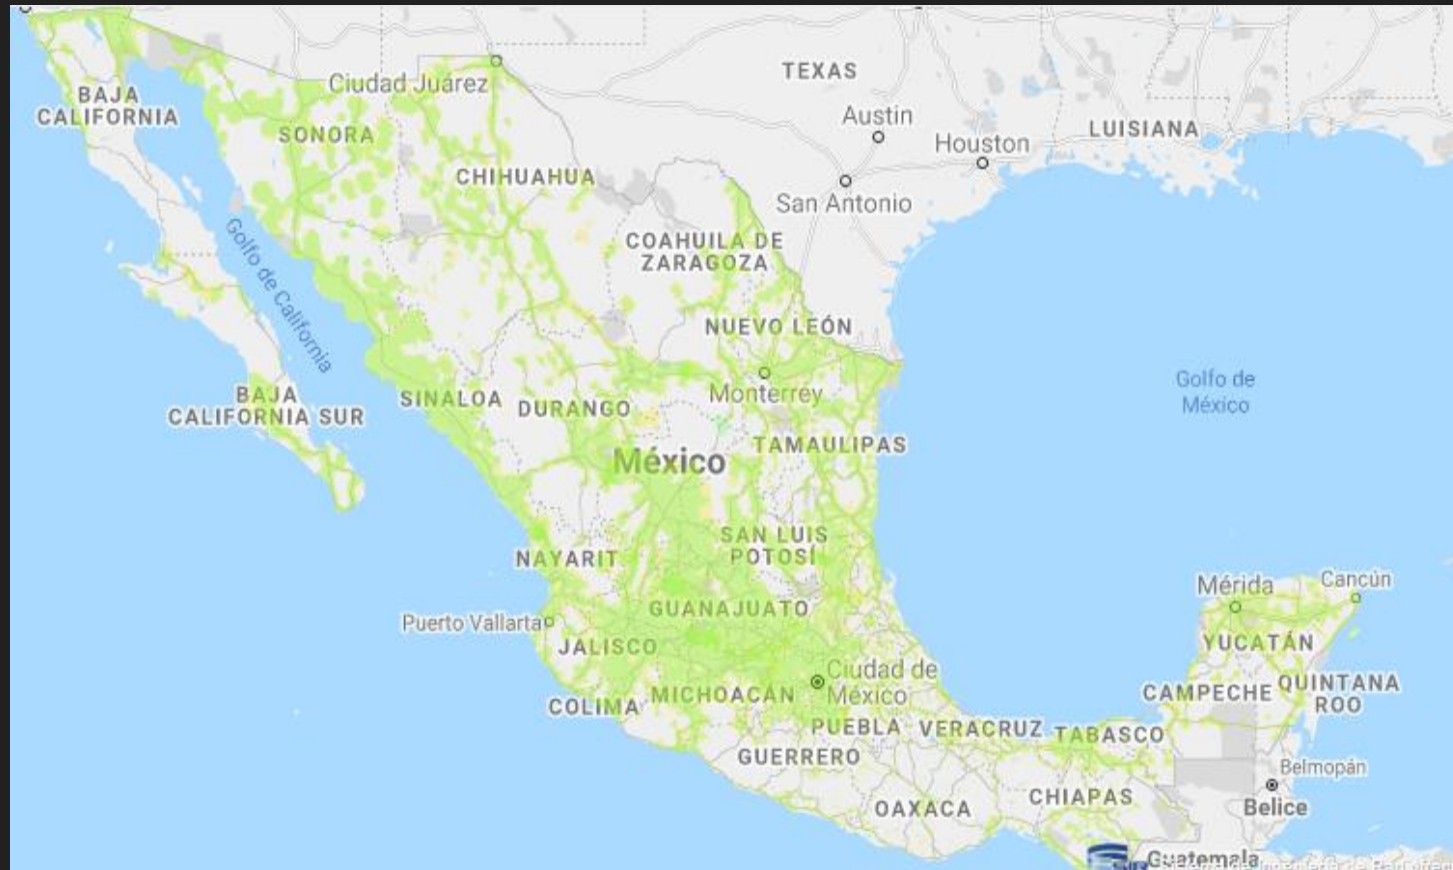 TEXAS
Ciudad Juárez
BAJA
CALIFORNIA
Austin
SONORA
LUISIANA
Houston
CHIHUAHUA
San Antonio
COAHUILA DE
ZARAGOZA
Golfo de California
NUEVO LEÓN
Golfo de
México
Monterrey
BAJA
CALIFORNIA SUR
SINALOA
DURANGO
TAMAULIPAS
México
SAN LUIS
POTOSÍ
NAYARIT
Mérida
Cancún
GUANAJUATO
Puerto Vallarta
JALISCO
YUCATÁN
Ciudad de
México
MICHOACÁN
COLIMA
CAMPECHE
QUINTANA
ROO
PUEBLA
VERACRUZ
TABASCO
GUERRERO
Belmopán
CHIAPAS
OAXACA
Belice
Guatemala